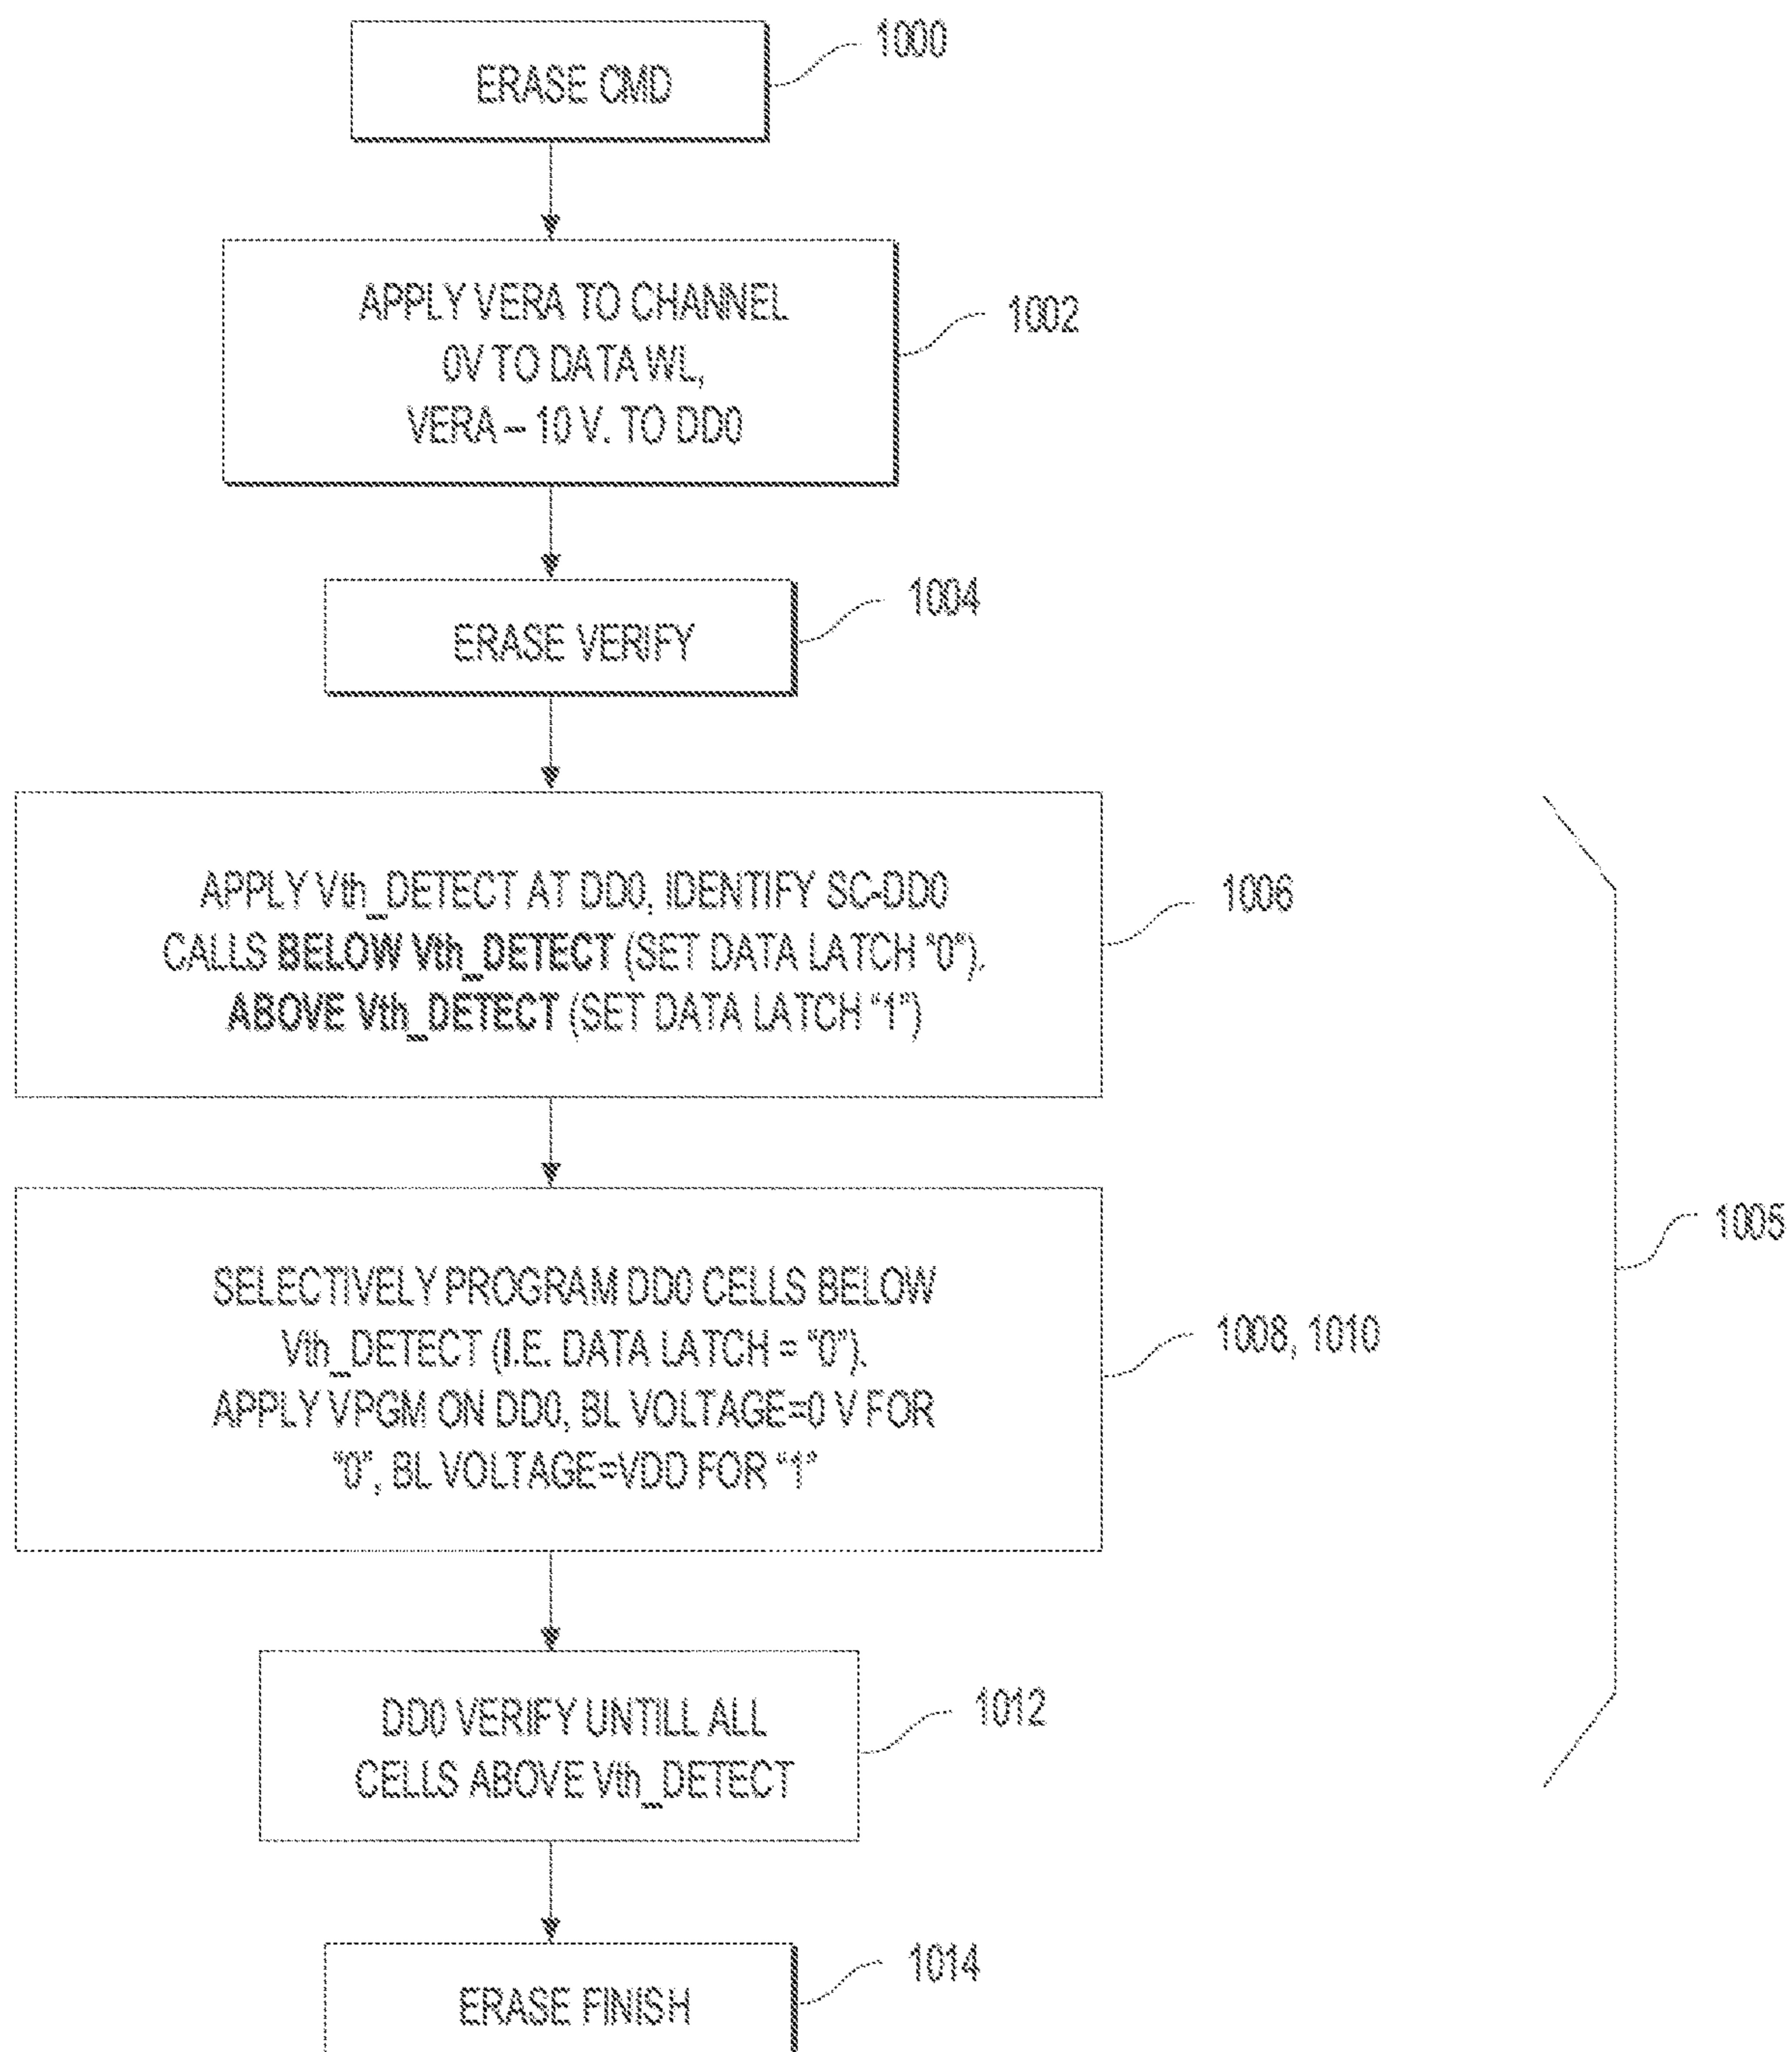 1000
ERASE CMD
APPLY VERA TO CHANNEL
0V TO DATA WL,
VERA – 10 V. TO DD0
1002
ERASE VERIFY
1004
APPLY Vth_DETECT AT DD0, IDENTIFY SC-DD0
CALLS BELOW Vth_DETECT (SET DATA LATCH “0”).
ABOVE Vth_DETECT (SET DATA LATCH “1”)
1006
SELECTIVELY PROGRAM DD0 CELLS BELOW
Vth_DETECT (I.E. DATA LATCH = “0”).
APPLY VPGM ON DD0, BL VOLTAGE=0 V FOR
“0”, BL VOLTAGE=VDD FOR “1”
1008, 1010
1005
DD0 VERIFY UNTILL ALL
CELLS ABOVE Vth_DETECT
1012
ERASE FINISH
1014